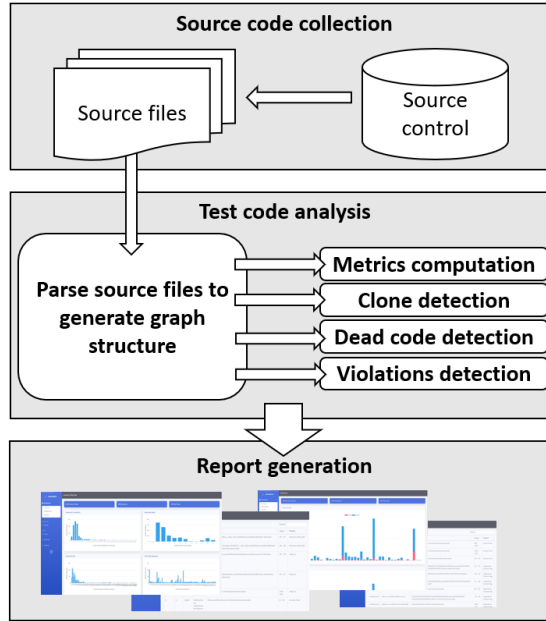 Source code collection
Source files
Source
control
Test code analysis
Parse source files to
generate graph
structure
Metrics computation
Clone detection
Dead code detection
Violations detection
Report generation